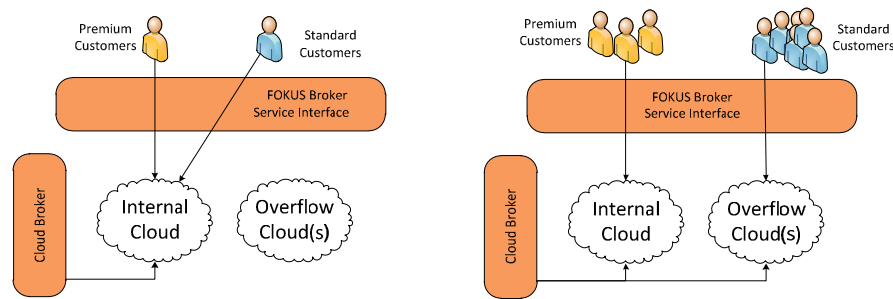 Premium
Customers
Standard
Customers
FOKUS Broker
Service Interface
Cloud Broker
Internal
Cloud
Overflow
Cloud(s)
Premium
Customers
Standard
Customers
FOKUS Broker
Service Interface
Cloud Broker
Internal
Cloud
Overflow
Cloud(s)